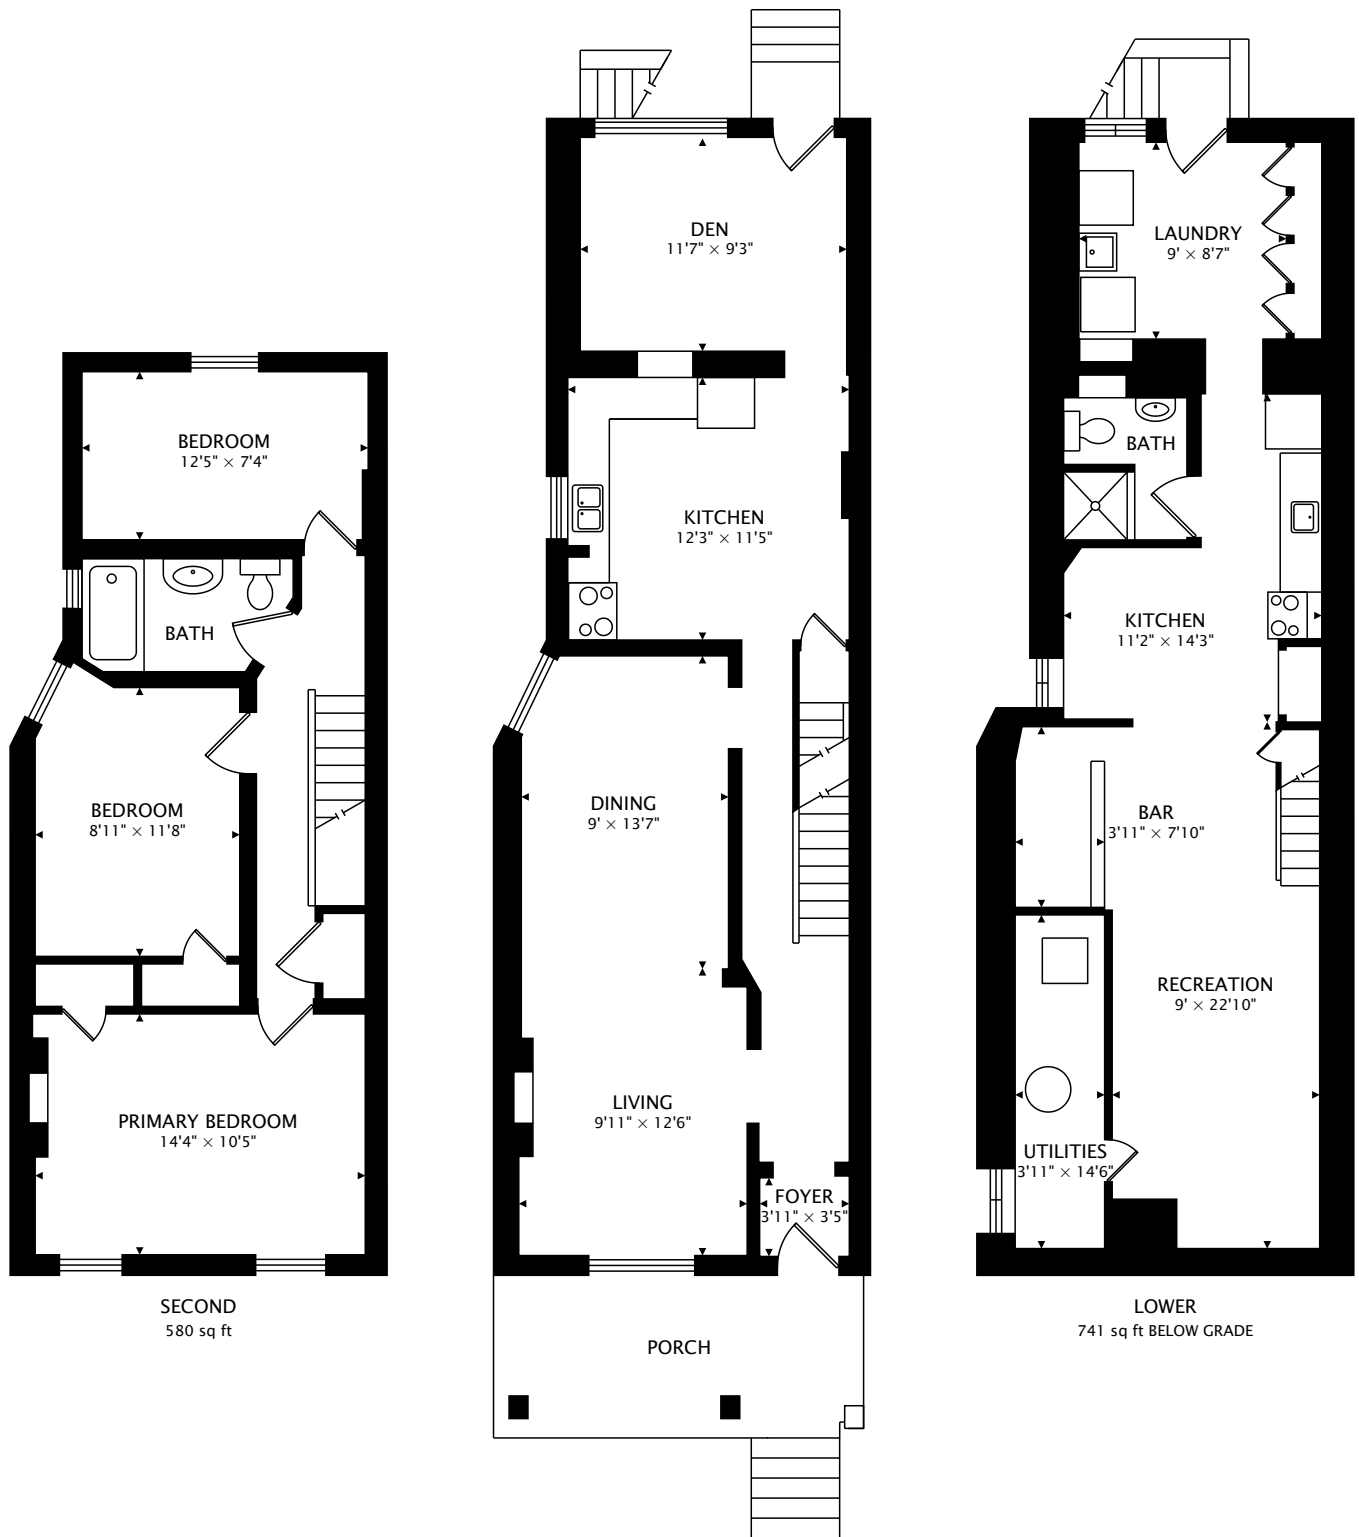 BEDROOM
12'5" × 7'4"
BATH
BEDROOM
8'11" × 11'8"
PRIMARY BEDROOM
14'4" × 10'5"
SECOND
580 sq ft
DEN
11'7" × 9'3"
KITCHEN
12'3" × 11'5"
DINING
9' × 13'7"
LIVING
9'11" × 12'6"
FOYER
3'11" × 3'5"
PORCH
LAUNDRY
9' × 8'7"
BATH
KITCHEN
11'2" × 14'3"
BAR
3'11" × 7'10"
RECREATION
9' × 22'10"
UTILITIES
3'11" × 14'6"
LOWER
741 sq ft BELOW GRADE